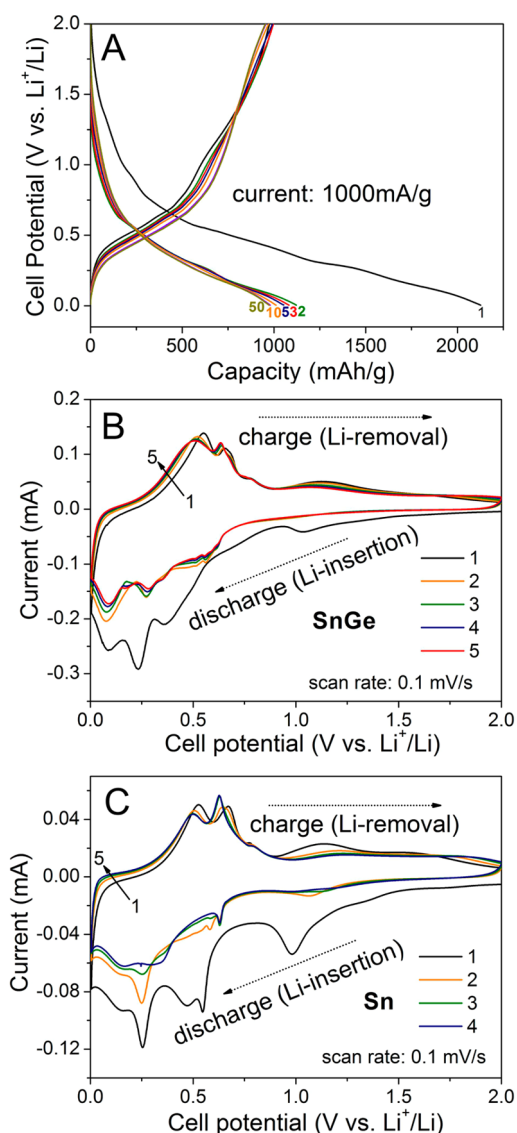 A
2.0
1.5
1.0
0.5
0.0
Cell Potential (V vs. Li⁺/Li)
current: 1000mA/g
50
10
5
3
2
1
0
500
1000
1500
2000
Capacity (mAh/g)
B
0.2
0.1
0.0
-0.1
-0.2
-0.3
Current (mA)
charge (Li-removal)
5
1
discharge (Li-insertion)
SnGe
1
2
3
4
5
scan rate: 0.1 mV/s
0.0
0.5
1.0
1.5
2.0
Cell potential (V vs. Li⁺/Li)
C
0.04
0.00
-0.04
-0.08
-0.12
Current (mA)
charge (Li-removal)
5
1
discharge (Li-insertion)
Sn
1
2
3
4
scan rate: 0.1 mV/s
0.0
0.5
1.0
1.5
2.0
Cell potential (V vs. Li⁺/Li)